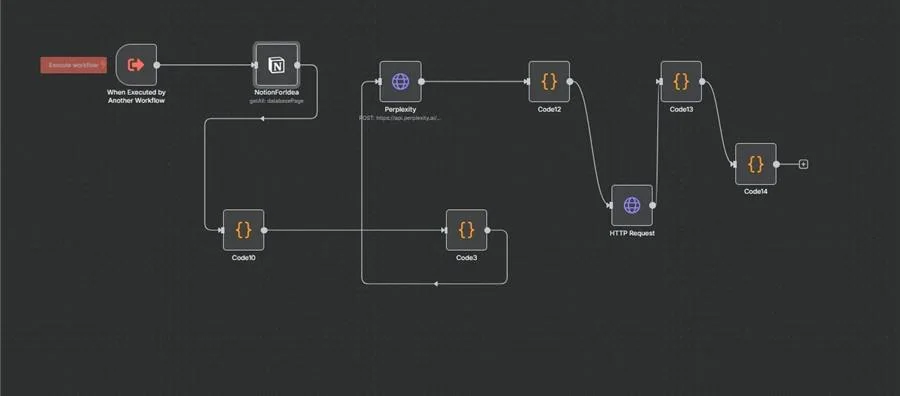 Execute workflow
When Executed by
Another Workflow
NotionForIdea
getAll: databasePage
Perplexity
POST: https://api.perplexity.ai/...
Code12
Code13
Code14
HTTP Request
Code10
Code3